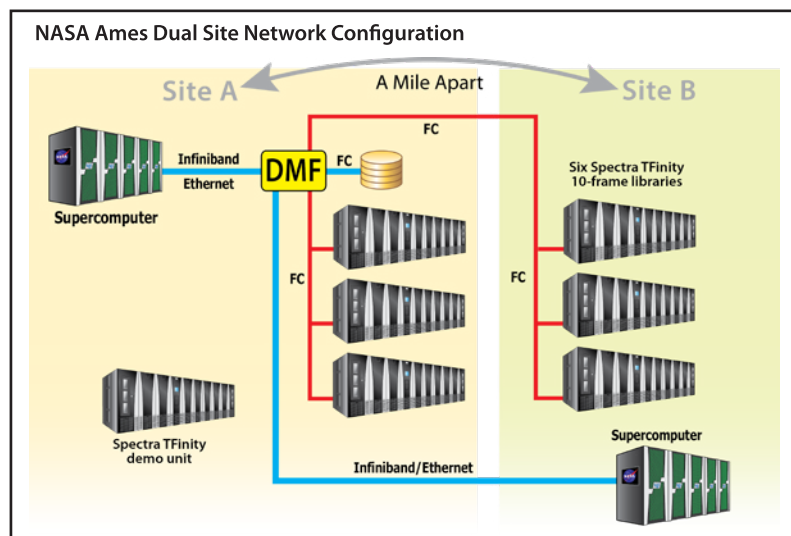 NASA Ames Dual Site Network Configuration
Site A
A Mile Apart
Site B
FC
Infiniband
Ethernet
DMF
FC
Six Spectra TFinity
10-frame libraries
Supercomputer
FC
FC
Spectra TFinity
demo unit
Supercomputer
Infiniband/Ethernet